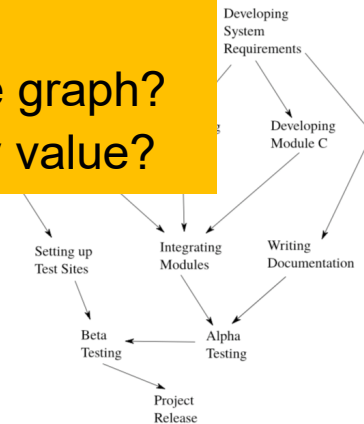 graph?
value?
Developing
System
Requirements
Developing
Module C
Setting up
Test Sites
Integrating
Modules
Writing
Documentation
Beta
Testing
Alpha
Testing
Project
Release